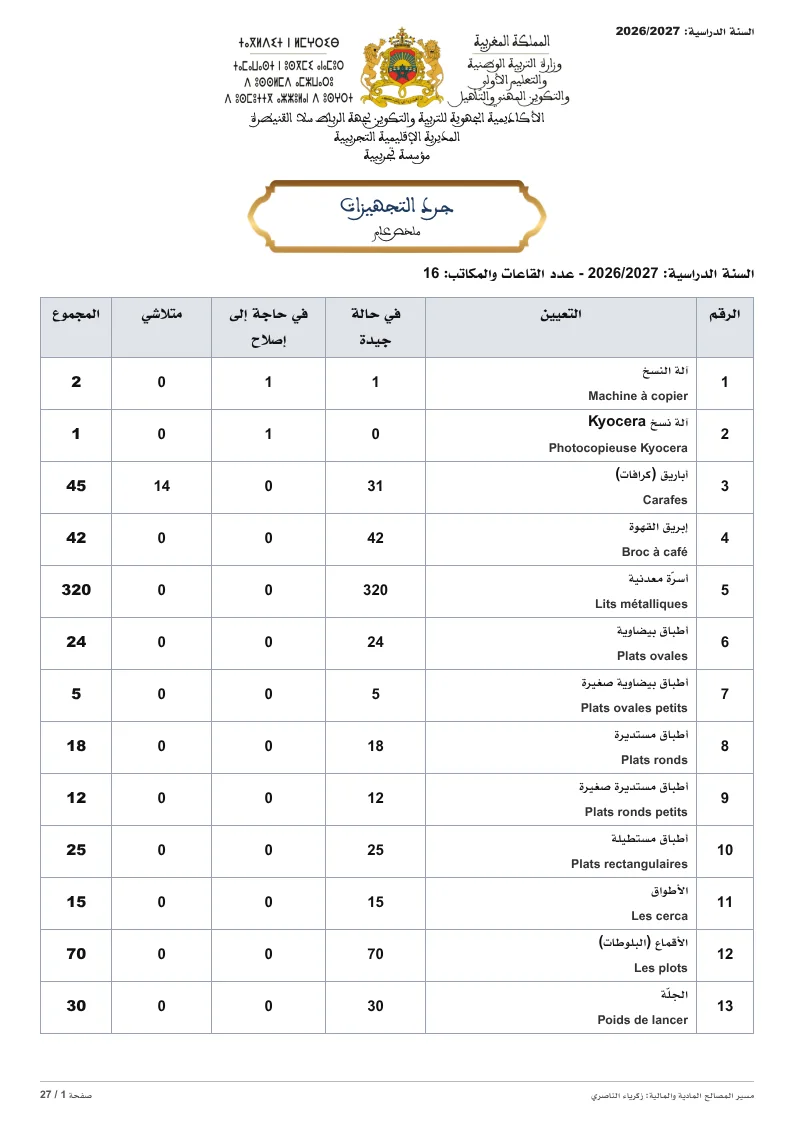 السنة الدراسية: 2026/2027
المملكة المغربية
وزارة التربية الوطنية
والتعليم الأولي
والتكوين المهني والتأهيل
ⵜⴰⴳⵍⴷⵉⵜ ⵏ ⵍⵎⵖⵔⵉⴱ
الأكاديمية الجهوية للتربية والتكوين لجهة الرباط سلا القنيطرة
المديرية الإقليمية التجريبية
مؤسسة تجريبية
جرد التجهيزات
ملخص عام
السنة الدراسية: 2026/2027 - عدد القاعات والمكاتب: 16
الرقم التعيين في حالة جيدة في حاجة إلى إصلاح متلاشي المجموع
1 آلة النسخ 1 1 0 2
Machine à copier
2 آلة نسخ Kyocera 0 1 0 1
Photocopieuse Kyocera
3 أباريق (كرافات) 31 0 14 45
Carafes
4 إبريق القهوة 42 0 0 42
Broc à café
5 أسرّة معدنية 320 0 0 320
Lits métalliques
6 أطباق بيضاوية 24 0 0 24
Plats ovales
7 أطباق بيضاوية صغيرة 5 0 0 5
Plats ovales petits
8 أطباق مستديرة 18 0 0 18
Plats ronds
9 أطباق مستديرة صغيرة 12 0 0 12
Plats ronds petits
10 أطباق مستطيلة 25 0 0 25
Plats rectangulaires
11 الأطواق 15 0 0 15
Les cerca
12 الأقماع (البلوطات) 70 0 0 70
Les plots
13 الجلّة 30 0 0 30
Poids de lancer
مسير المصالح المادية والمالية: زكرياء الناصري
صفحة 1 / 27